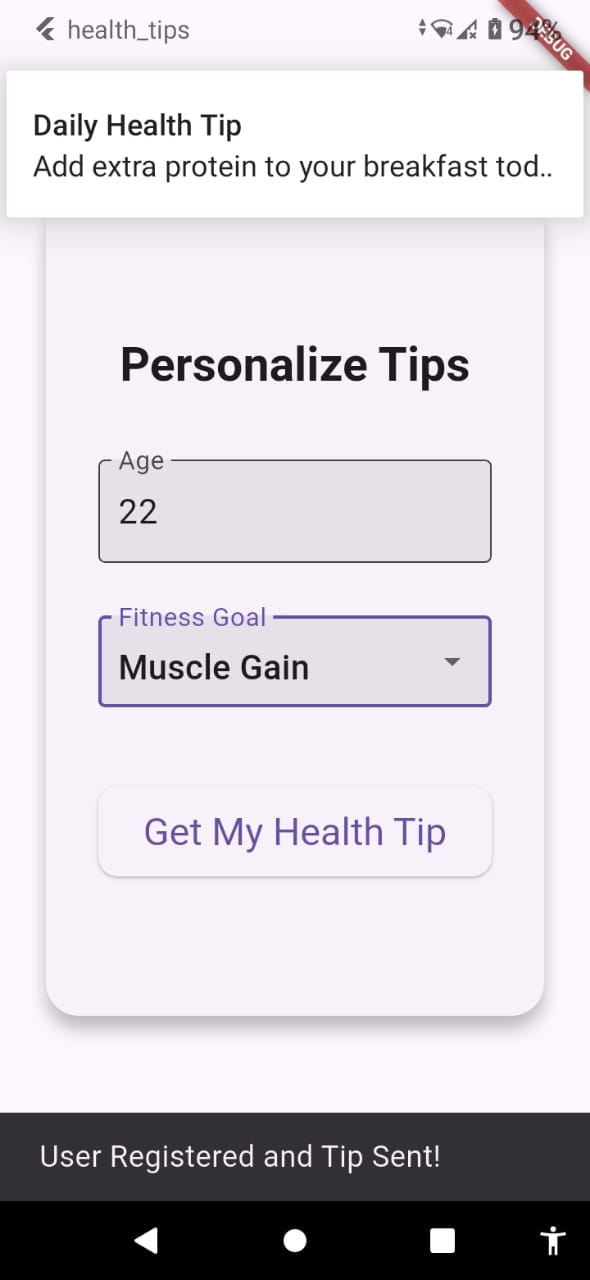 health_tips
94%
DEBUG
Daily Health Tip
Add extra protein to your breakfast tod..
Personalize Tips
Age
22
Fitness Goal
Muscle Gain
Get My Health Tip
User Registered and Tip Sent!